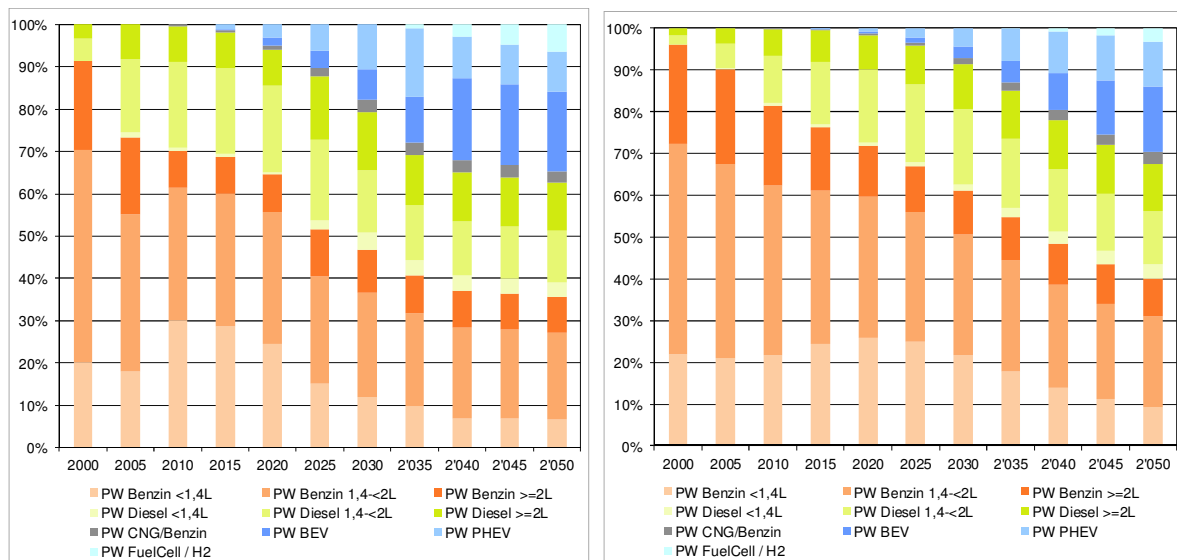 100%
90%
80%
70%
60%
50%
40%
30%
20%
10%
0%
2000 2005 2010 2015 2020 2025 2030 2'035 2'040 2'045 2'050
PW Benzin <1,4L PW Benzin 1,4-<2L PW Benzin >=2L
PW Diesel <1,4L PW Diesel 1,4-<2L PW Diesel >=2L
PW CNG/Benzin PW BEV PW PHEV
PW FuelCell / H2
100%
90%
80%
70%
60%
50%
40%
30%
20%
10%
0%
2000 2005 2010 2015 2020 2025 2030 2'035 2'040 2'045 2'050
PW Benzin <1,4L PW Benzin 1,4-<2L PW Benzin >=2L
PW Diesel <1,4L PW Diesel 1,4-<2L PW Diesel >=2L
PW CNG/Benzin PW BEV PW PHEV
PW FuelCell / H2